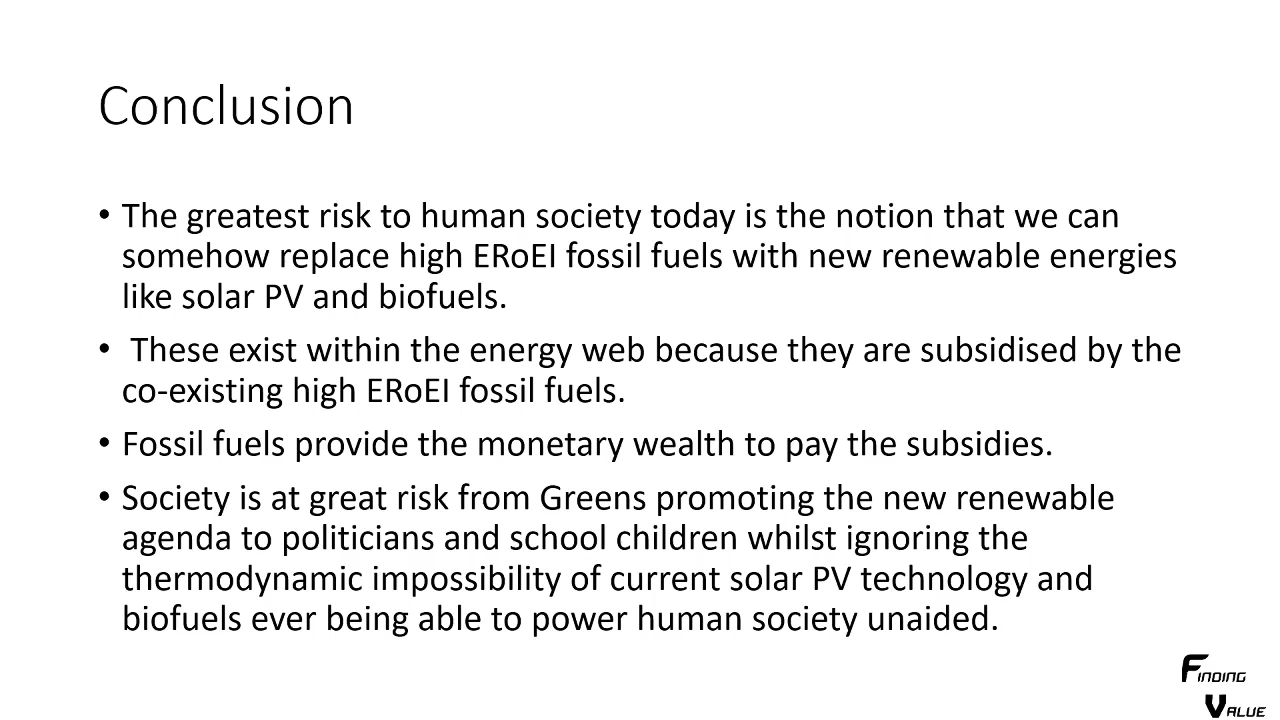 Conclusion
• The greatest risk to human society today is the notion that we can
somehow replace high ERoEI fossil fuels with new renewable energies
like solar PV and biofuels.
• These exist within the energy web because they are subsidised by the
co-existing high ERoEI fossil fuels.
• Fossil fuels provide the monetary wealth to pay the subsidies.
• Society is at great risk from Greens promoting the new renewable
agenda to politicians and school children whilst ignoring the
thermodynamic impossibility of current solar PV technology and
biofuels ever being able to power human society unaided.
Finding
Value